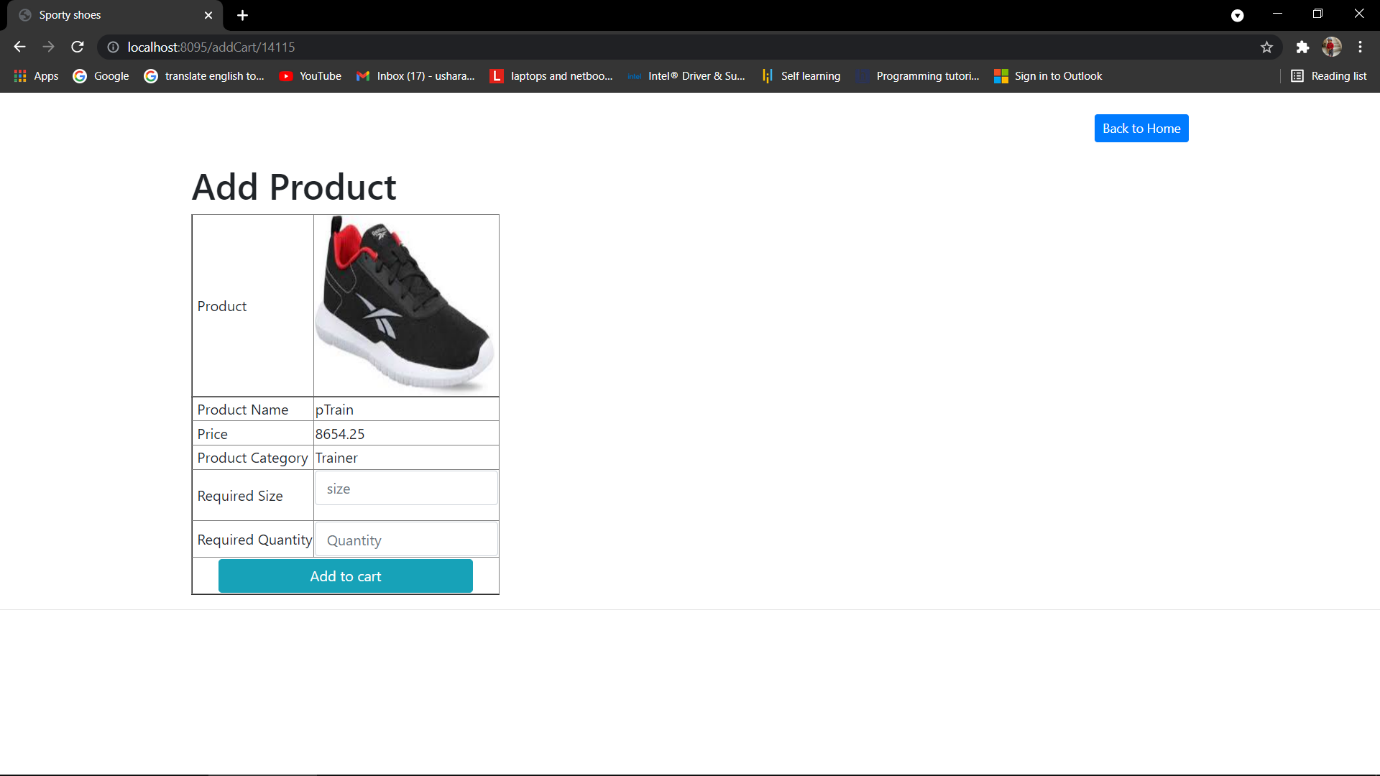 Sporty shoes
localhost:8095/addCart/14115
Apps Google translate english to... YouTube Inbox (17) - ushara... laptops and netboo... Intel® Driver & Su... Self learning Programming tutori... Sign in to Outlook Reading list
Back to Home
Add Product
Product
Product Name pTrain
Price 8654.25
Product Category Trainer
Required Size size
Required Quantity Quantity
Add to cart